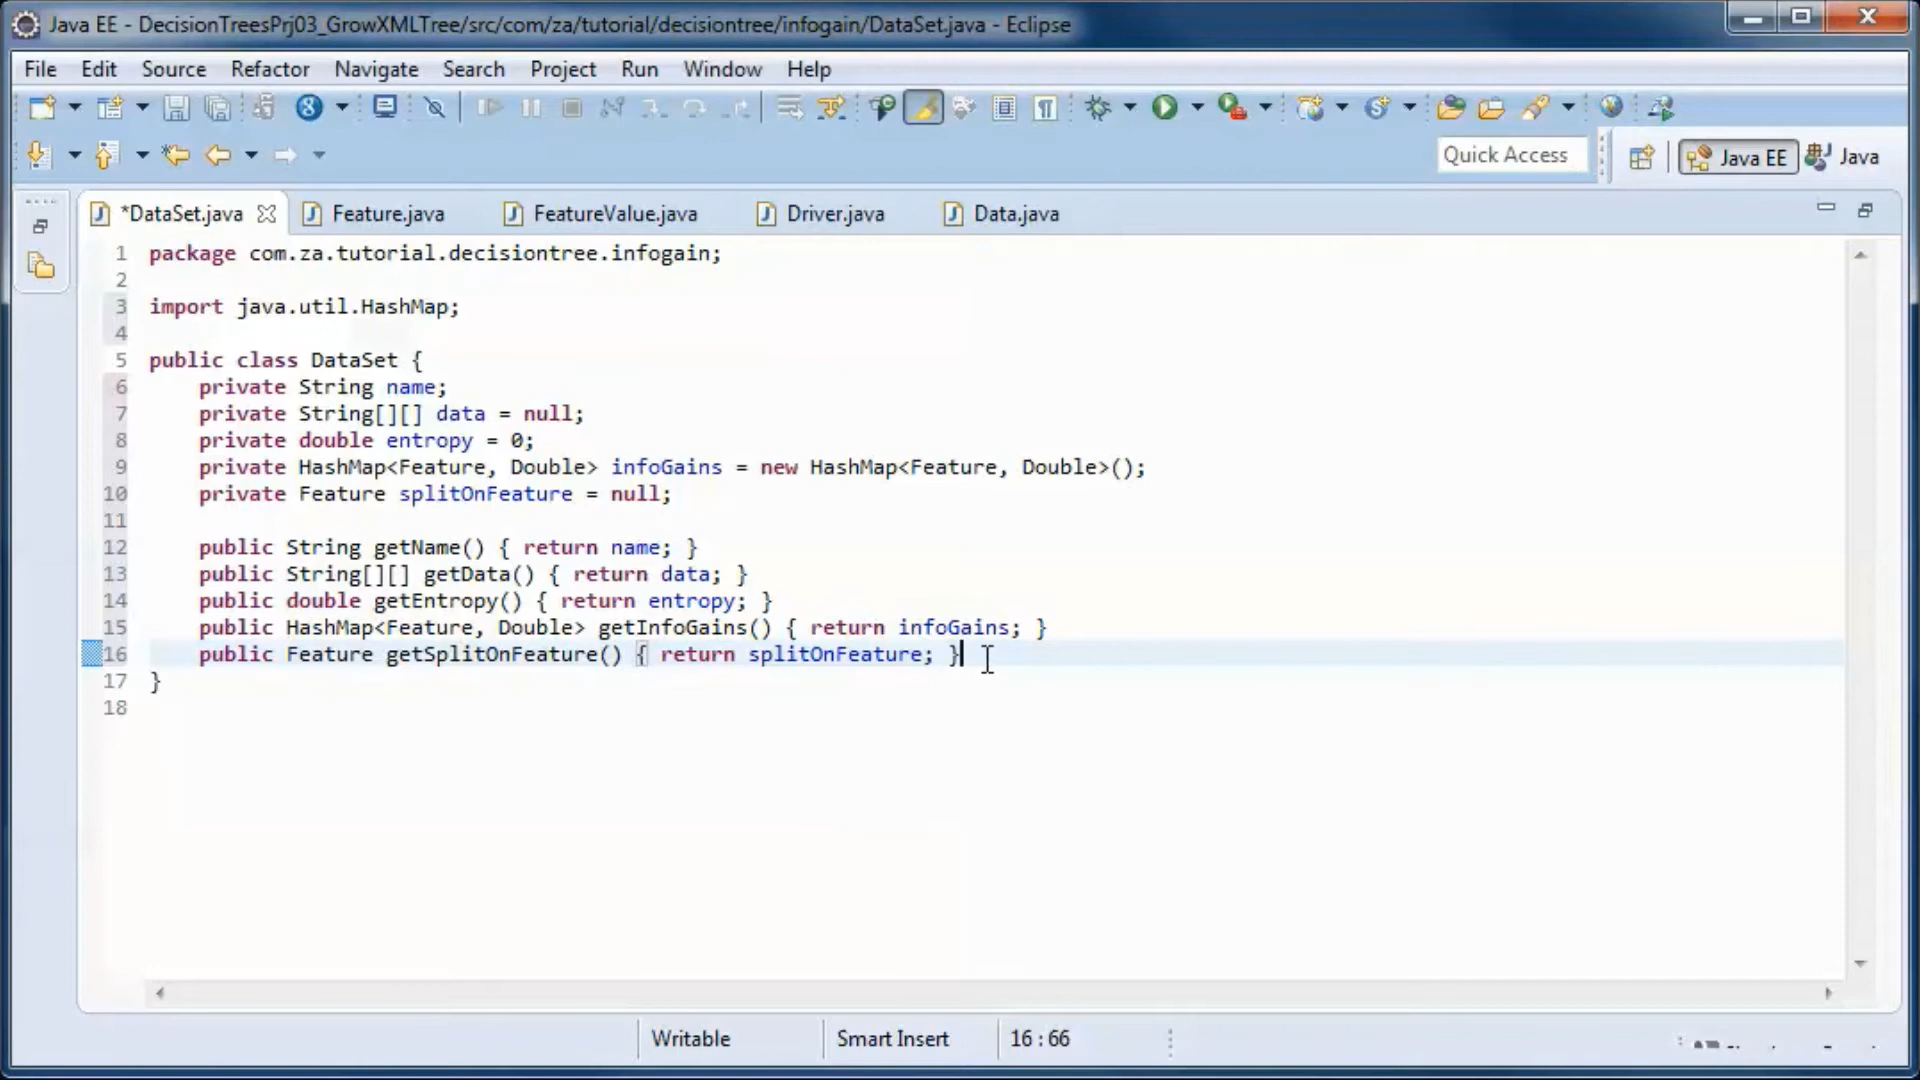 Java EE - DecisionTreesPrj03_GrowXMLTree/src/com/za/tutorial/decisiontree/infogain/DataSet.java - Eclipse
File Edit Source Refactor Navigate Search Project Run Window Help
Quick Access Java EE Java
*DataSet.java Feature.java FeatureValue.java Driver.java Data.java
1 package com.za.tutorial.decisiontree.infogain;
2
3 import java.util.HashMap;
4
5 public class DataSet {
6 private String name;
7 private String[][] data = null;
8 private double entropy = 0;
9 private HashMap<Feature, Double> infoGains = new HashMap<Feature, Double>();
10 private Feature splitOnFeature = null;
11
12 public String getName() { return name; }
13 public String[][] getData() { return data; }
14 public double getEntropy() { return entropy; }
15 public HashMap<Feature, Double> getInfoGains() { return infoGains; }
16 public Feature getSplitOnFeature() { return splitOnFeature; }
17 }
18
Writable Smart Insert 16 : 66